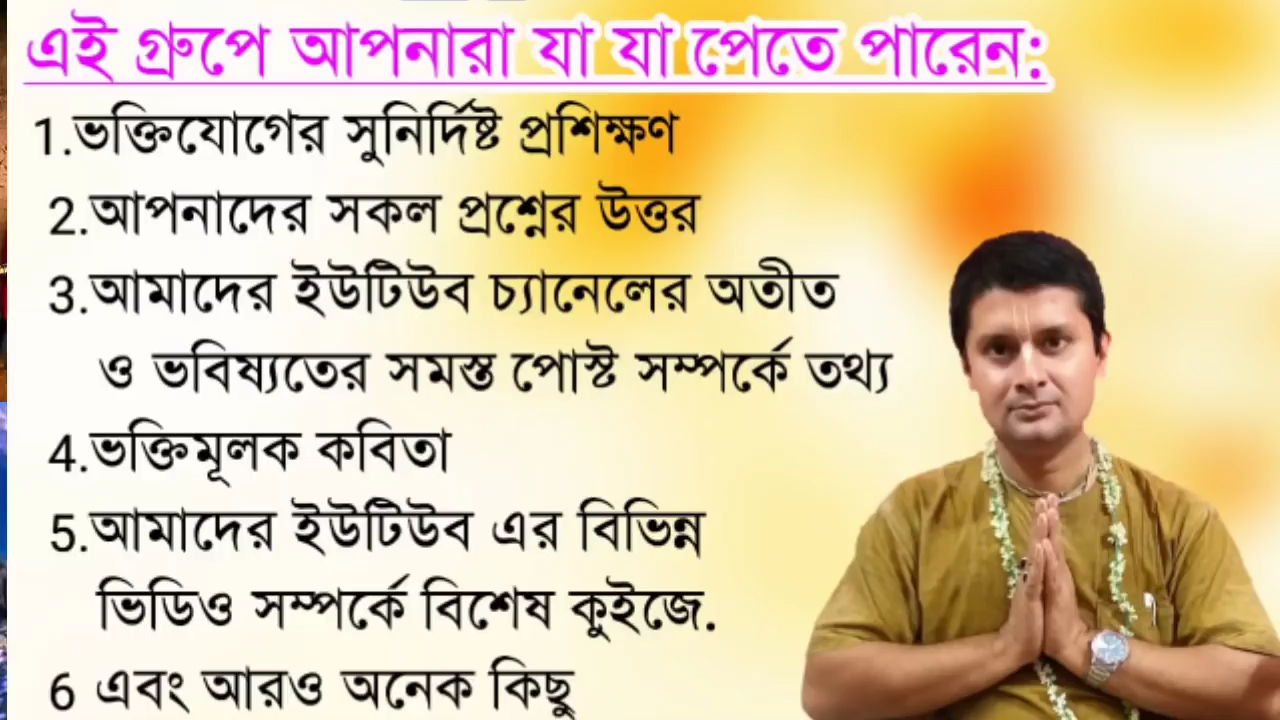 এই গ্রুপে আপনারা যা যা পেতে পারেন:
1.ভক্তিযোগের সুনির্দিষ্ট প্রশিক্ষণ
2.আপনাদের সকল প্রশ্নের উত্তর
3.আমাদের ইউটিউব চ্যানেলের অতীত
ও ভবিষ্যতের সমস্ত পোস্ট সম্পর্কে তথ্য
4.ভক্তিমূলক কবিতা
5.আমাদের ইউটিউব এর বিভিন্ন
ভিডিও সম্পর্কে বিশেষ কুইজে.
6 এবং আরও অনেক কিছু